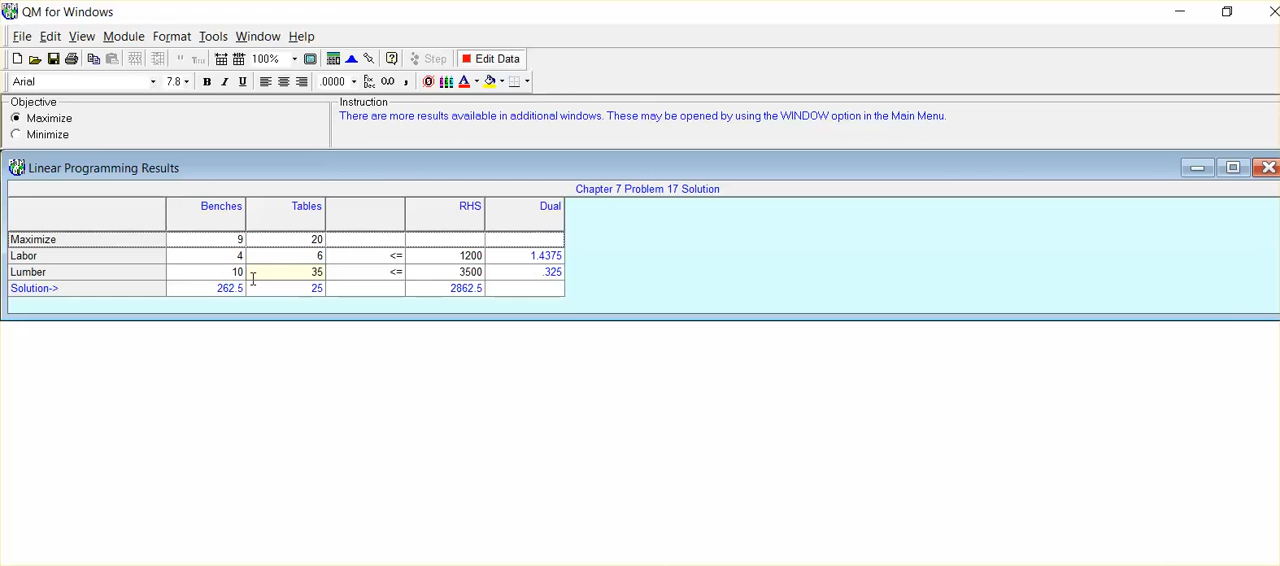 QM for Windows
File Edit View Module Format Tools Window Help
100% Step Edit Data
Arial 7.8 B I U .0000 0.0 , A
Objective
Maximize
Minimize
Instruction
There are more results available in additional windows. These may be opened by using the WINDOW option in the Main Menu.
Linear Programming Results
Chapter 7 Problem 17 Solution
Benches Tables RHS Dual
Maximize 9 20
Labor 4 6 <= 1200 1.4375
Lumber 10 35 <= 3500 .325
Solution-> 262.5 25 2862.5